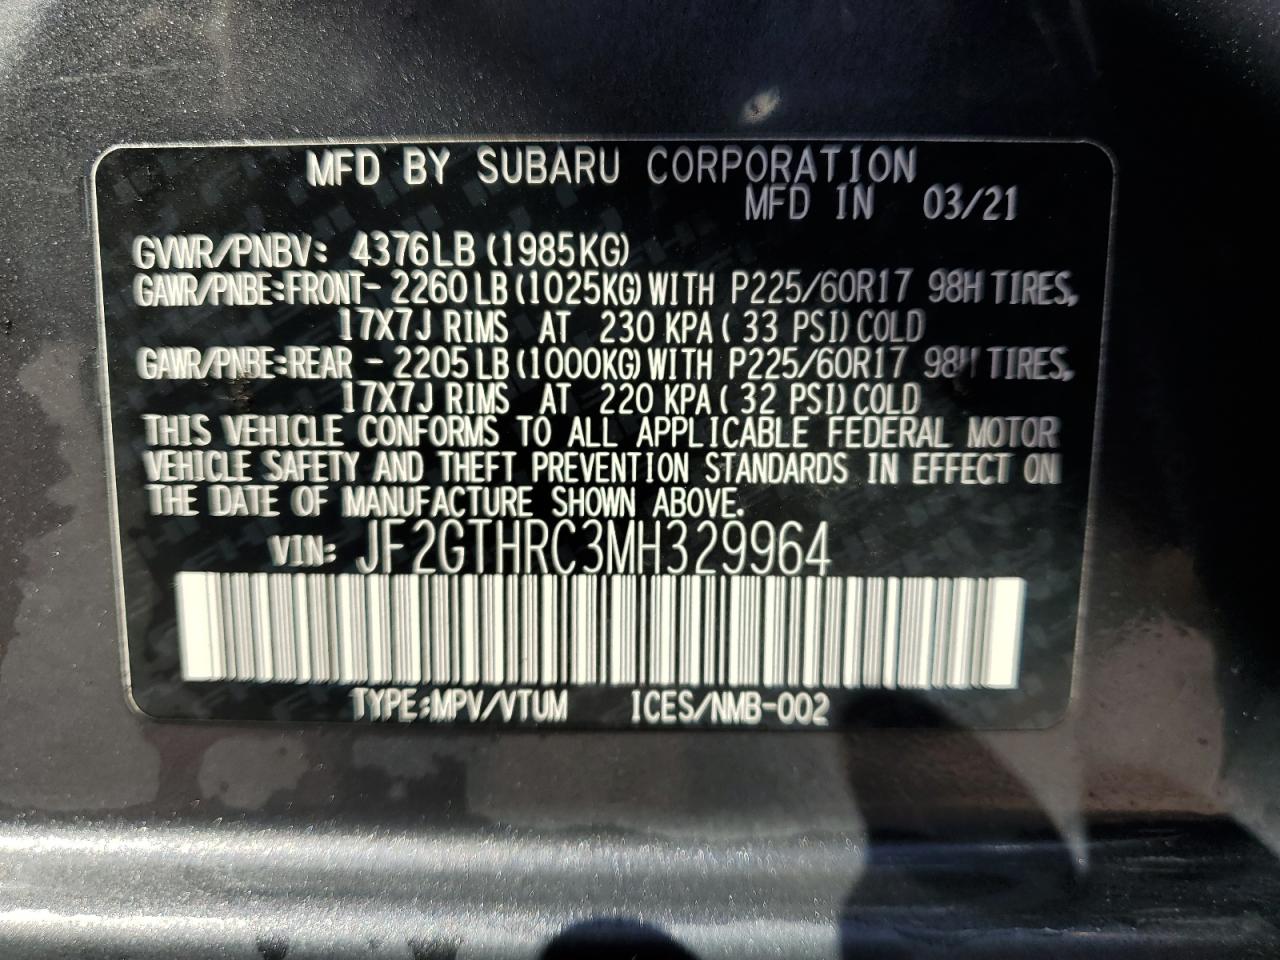 MFD BY SUBARU CORPORATION
MFD IN 03/21
GVWR/PNBV: 4376LB (1985KG)
GAWR/PNBE:FRONT- 2260 LB (1025KG) WITH P225/60R17 98H TIRES,
17X7J RIMS AT 230 KPA ( 33 PSI) COLD
GAWR/PNBE:REAR - 2205 LB (1000KG) WITH P225/60R17 98H TIRES,
17X7J RIMS AT 220 KPA ( 32 PSI) COLD
THIS VEHICLE CONFORMS TO ALL APPLICABLE FEDERAL MOTOR
VEHICLE SAFETY AND THEFT PREVENTION STANDARDS IN EFFECT ON
THE DATE OF MANUFACTURE SHOWN ABOVE.
VIN: JF2GTHRC3MH329964
TYPE:MPV/VTUM ICES/NMB-002